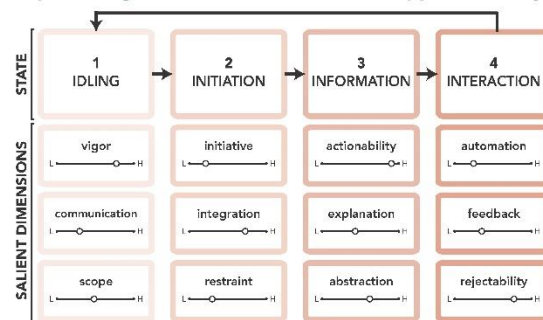 STATE
1
IDLING
2
INITIATION
3
INFORMATION
4
INTERACTION
SALIENT DIMENSIONS
vigor
L H
initiative
L H
actionability
L H
automation
L H
communication
L H
integration
L H
explanation
L H
feedback
L H
scope
L H
restraint
L H
abstraction
L H
rejectability
L H